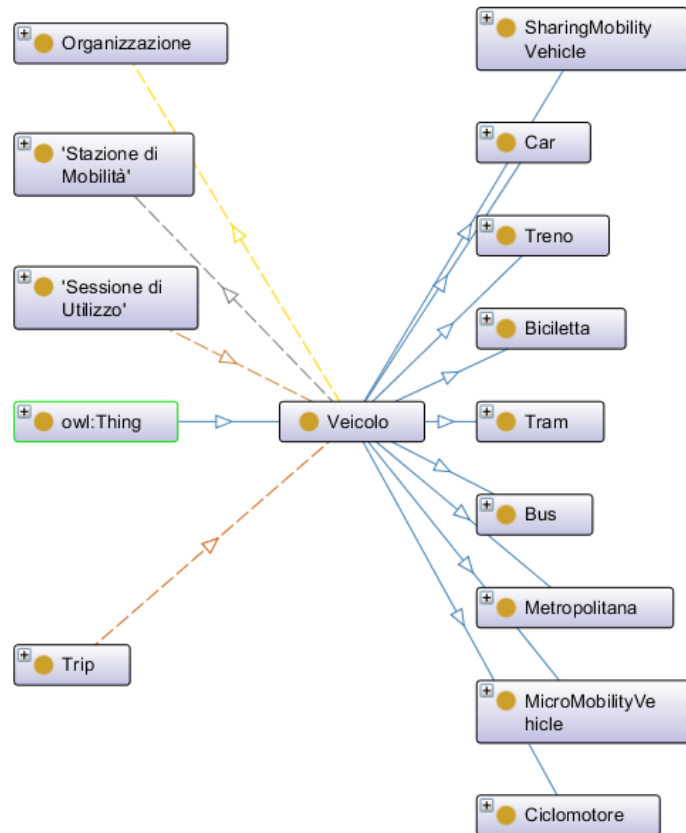 Organizzazione
'Stazione di
Mobilità'
'Sessione di
Utilizzo'
owl:Thing
Trip
Veicolo
SharingMobility
Vehicle
Car
Treno
Biciletta
Tram
Bus
Metropolitana
MicroMobilityVe
hicle
Ciclomotore